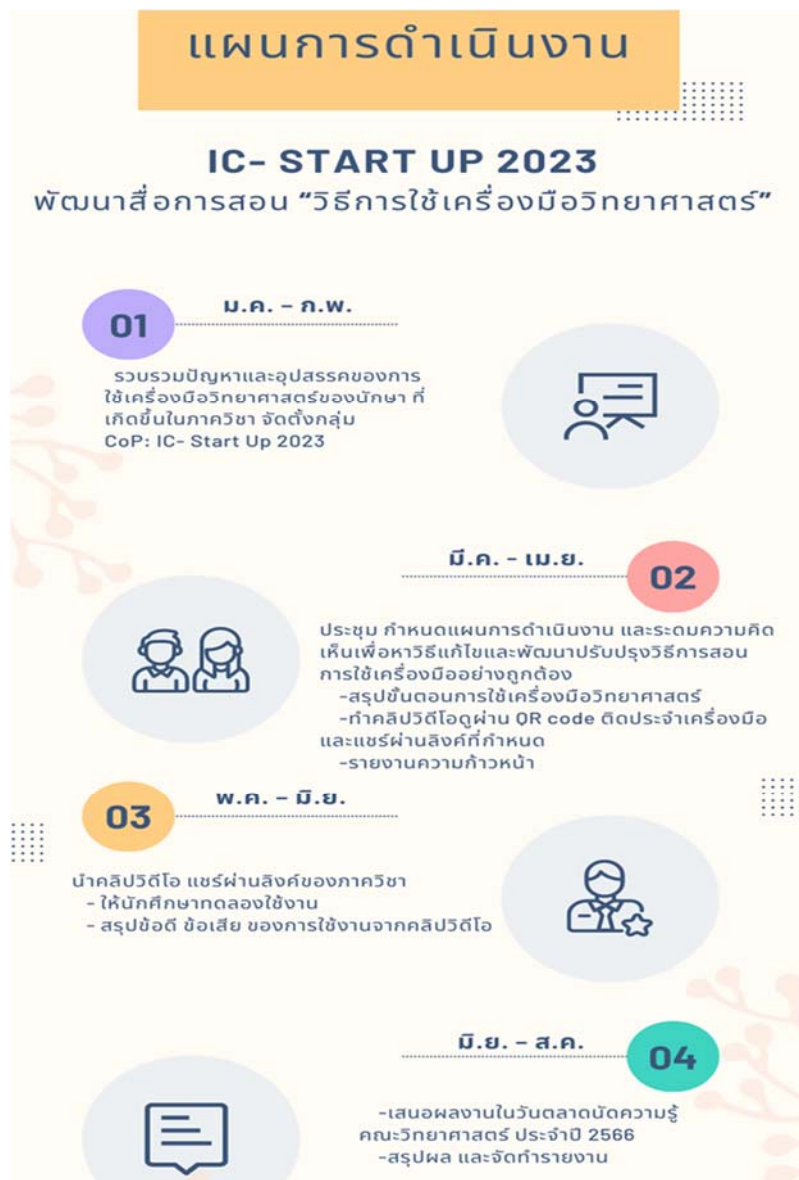 แผนการดำเนินงาน
IC- START UP 2023
พัฒนาสื่อการสอน “วิธีการใช้เครื่องมือวิทยาศาสตร์”
01
ม.ค. - ก.พ.
รวบรวมปัญหาและอุปสรรคของการ
ใช้เครื่องมือวิทยาศาสตร์ของนักษา ที่
เกิดขึ้นในภาควิชา จัดตั้งกลุ่ม
CoP: IC- Start Up 2023
มี.ค. - เม.ย.
02
ประชุม กำหนดแผนการดำเนินงาน และระดมความคิด
เห็นเพื่อหาวิธีแก้ไขและพัฒนาปรับปรุงวิธีการสอน
การใช้เครื่องมืออย่างถูกต้อง
-สรุปขั้นตอนการใช้เครื่องมือวิทยาศาสตร์
-ทำคลิปวิดีโอดูผ่าน QR code ติดประจำเครื่องมือ
และแชร์ผ่านลิงค์ที่กำหนด
-รายงานความก้าวหน้า
03
พ.ค. - มิ.ย.
นำคลิปวิดีโอ แชร์ผ่านลิงค์ของภาควิชา
- ให้นักศึกษาทดลองใช้งาน
- สรุปข้อดี ข้อเสีย ของการใช้งานจากคลิปวิดีโอ
มิ.ย. - ส.ค.
04
-เสนอผลงานในวันตลาดนัดความรู้
คณะวิทยาศาสตร์ ประจำปี 2566
-สรุปผล และจัดทำรายงาน